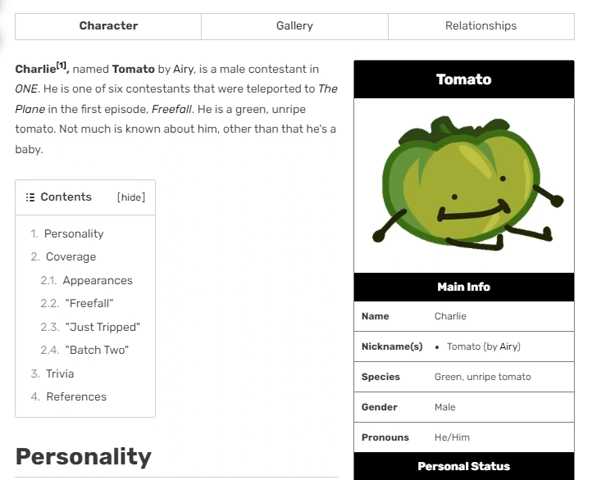 Character
Gallery
Relationships
Charlie[1], named Tomato by Airy, is a male contestant in
ONE. He is one of six contestants that were teleported to The
Plane in the first episode, Freefall. He is a green, unripe
tomato. Not much is known about him, other than that he's a
baby.
Contents [hide]
1. Personality
2. Coverage
2.1. Appearances
2.2. "Freefall"
2.3. "Just Tripped"
2.4. "Batch Two"
3. Trivia
4. References
Personality
Tomato
Main Info
Name Charlie
Nickname(s) • Tomato (by Airy)
Species Green, unripe tomato
Gender Male
Pronouns He/Him
Personal Status